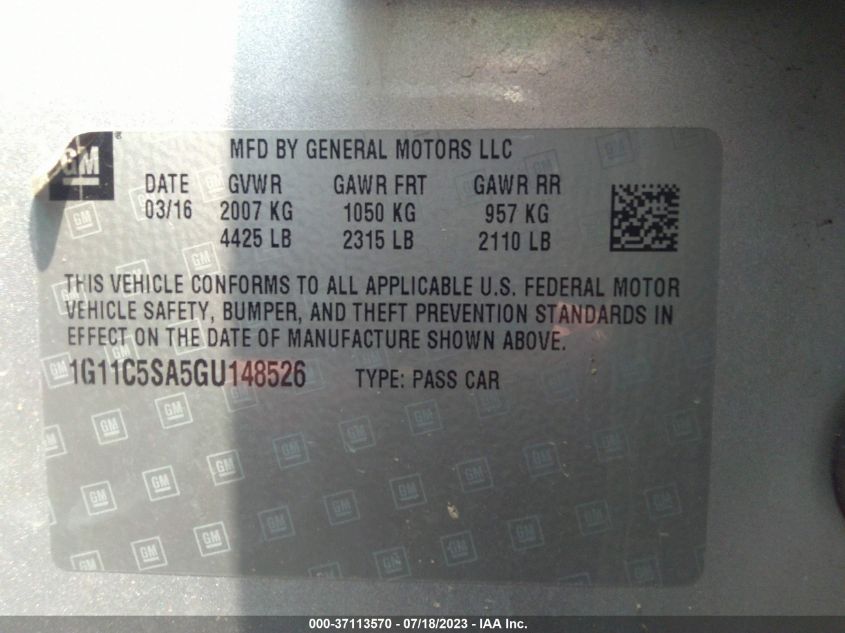 GM ®
MFD BY GENERAL MOTORS LLC
DATE GVWR GAWR FRT GAWR RR
03/16 2007 KG 1050 KG 957 KG
4425 LB 2315 LB 2110 LB
THIS VEHICLE CONFORMS TO ALL APPLICABLE U.S. FEDERAL MOTOR
VEHICLE SAFETY, BUMPER, AND THEFT PREVENTION STANDARDS IN
EFFECT ON THE DATE OF MANUFACTURE SHOWN ABOVE.
1G11C5SA5GU148526 TYPE: PASS CAR
000-37113570 - 07/18/2023 - IAA Inc.